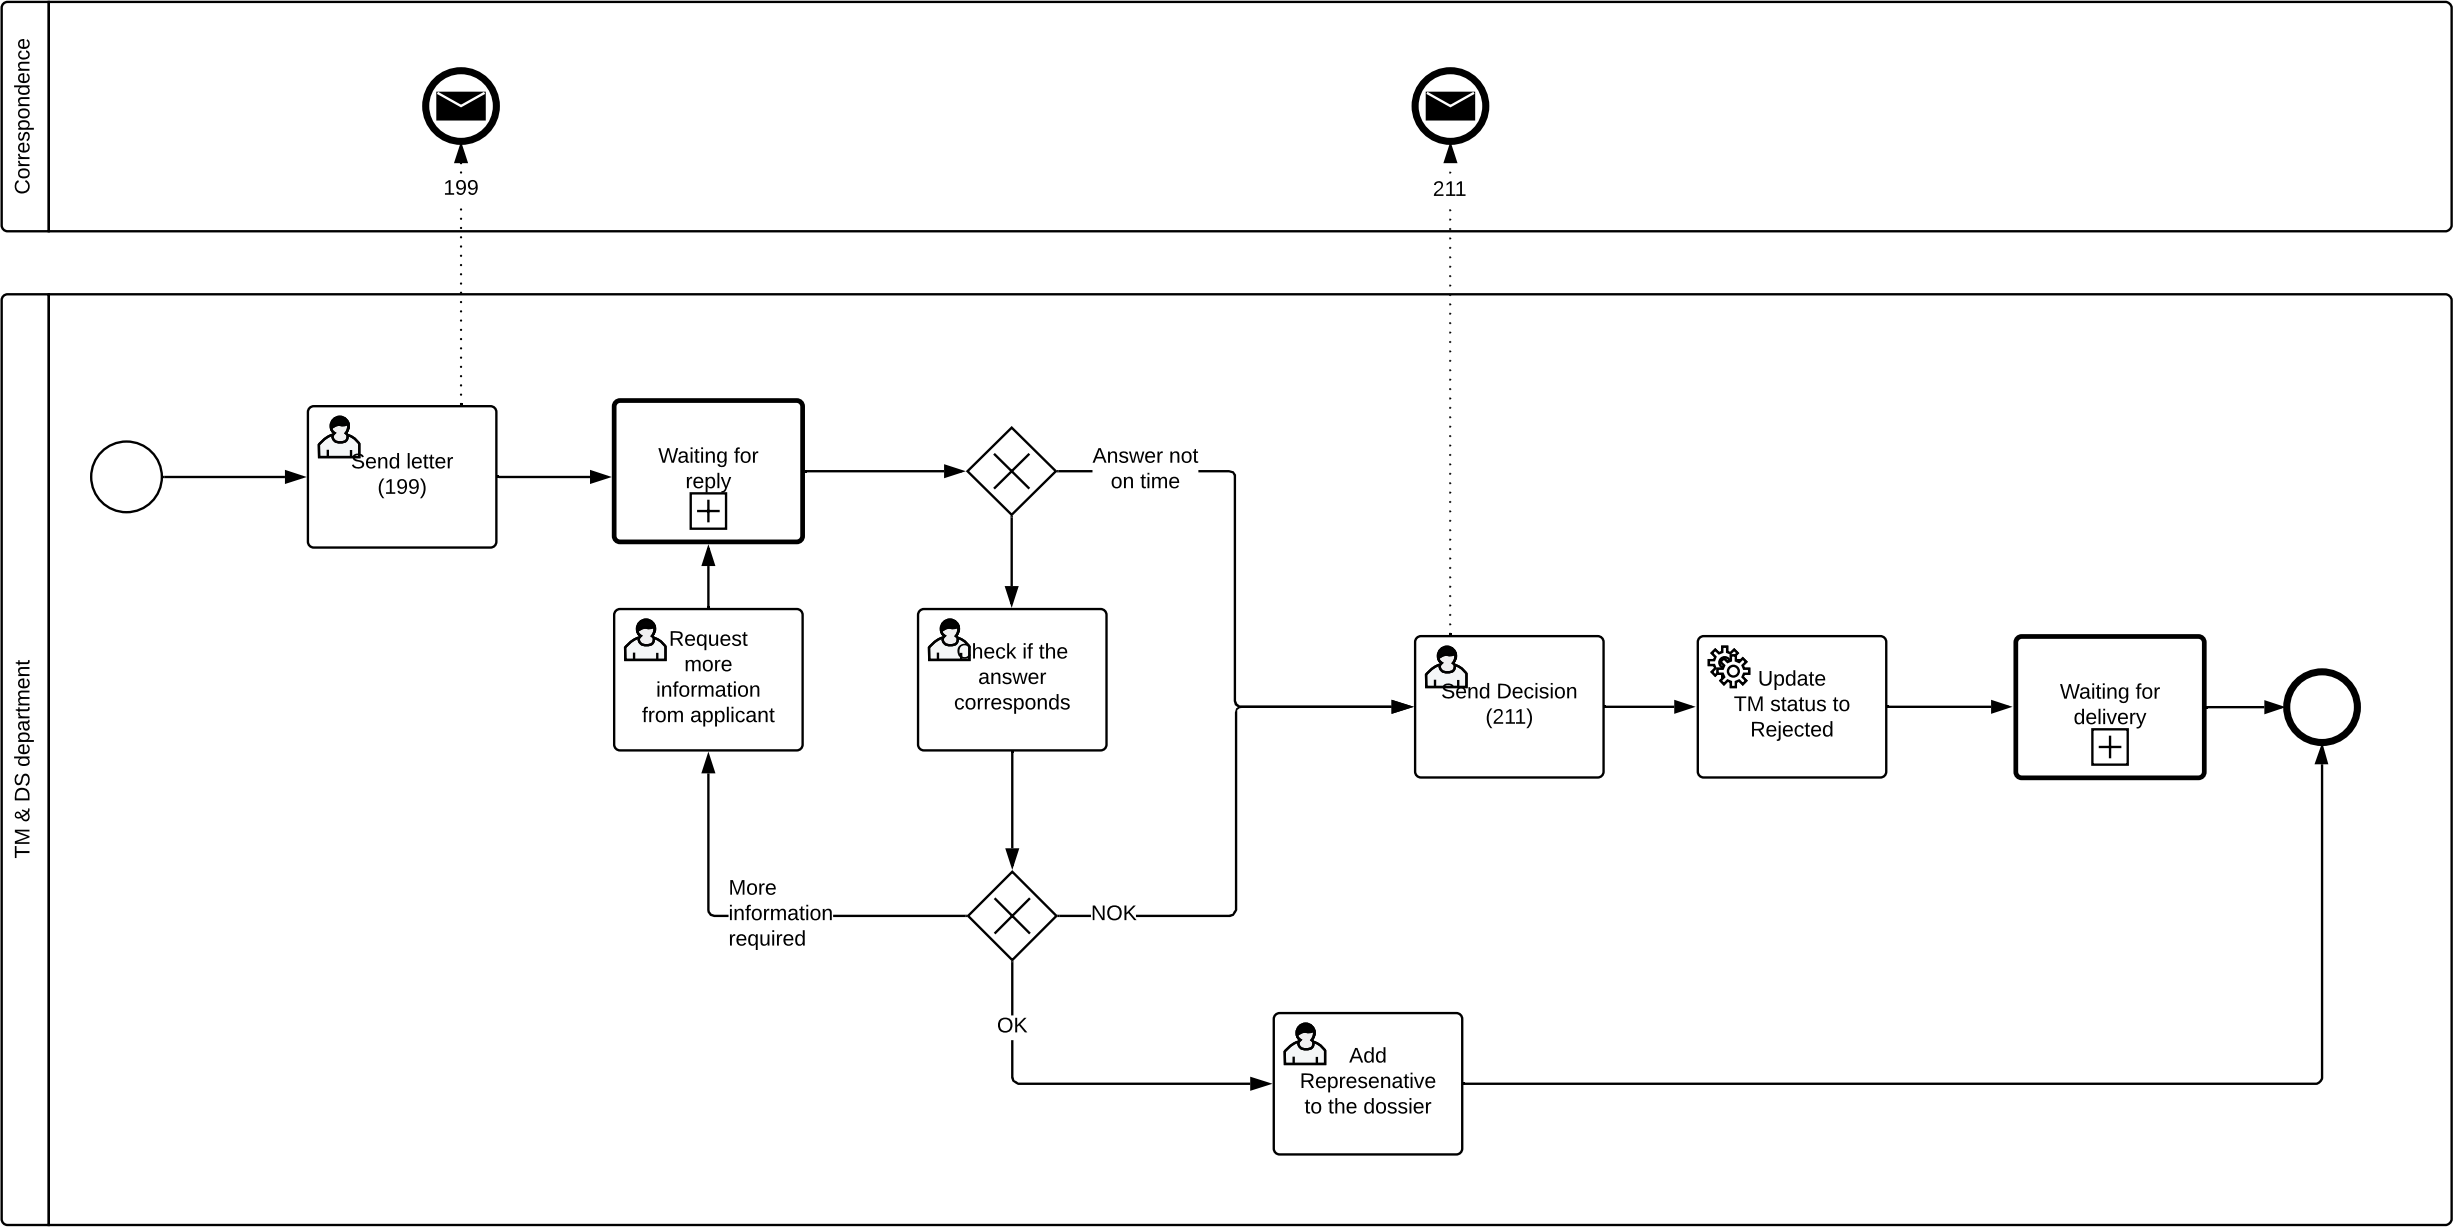 Correspondence
199
211
TM & DS department
Send letter
(199)
Waiting for
reply
Answer not
on time
Request
more
information
from applicant
Check if the
answer
corresponds
Send Decision
(211)
Update
TM status to
Rejected
Waiting for
delivery
More
information
required
NOK
OK
Add
Represenative
to the dossier